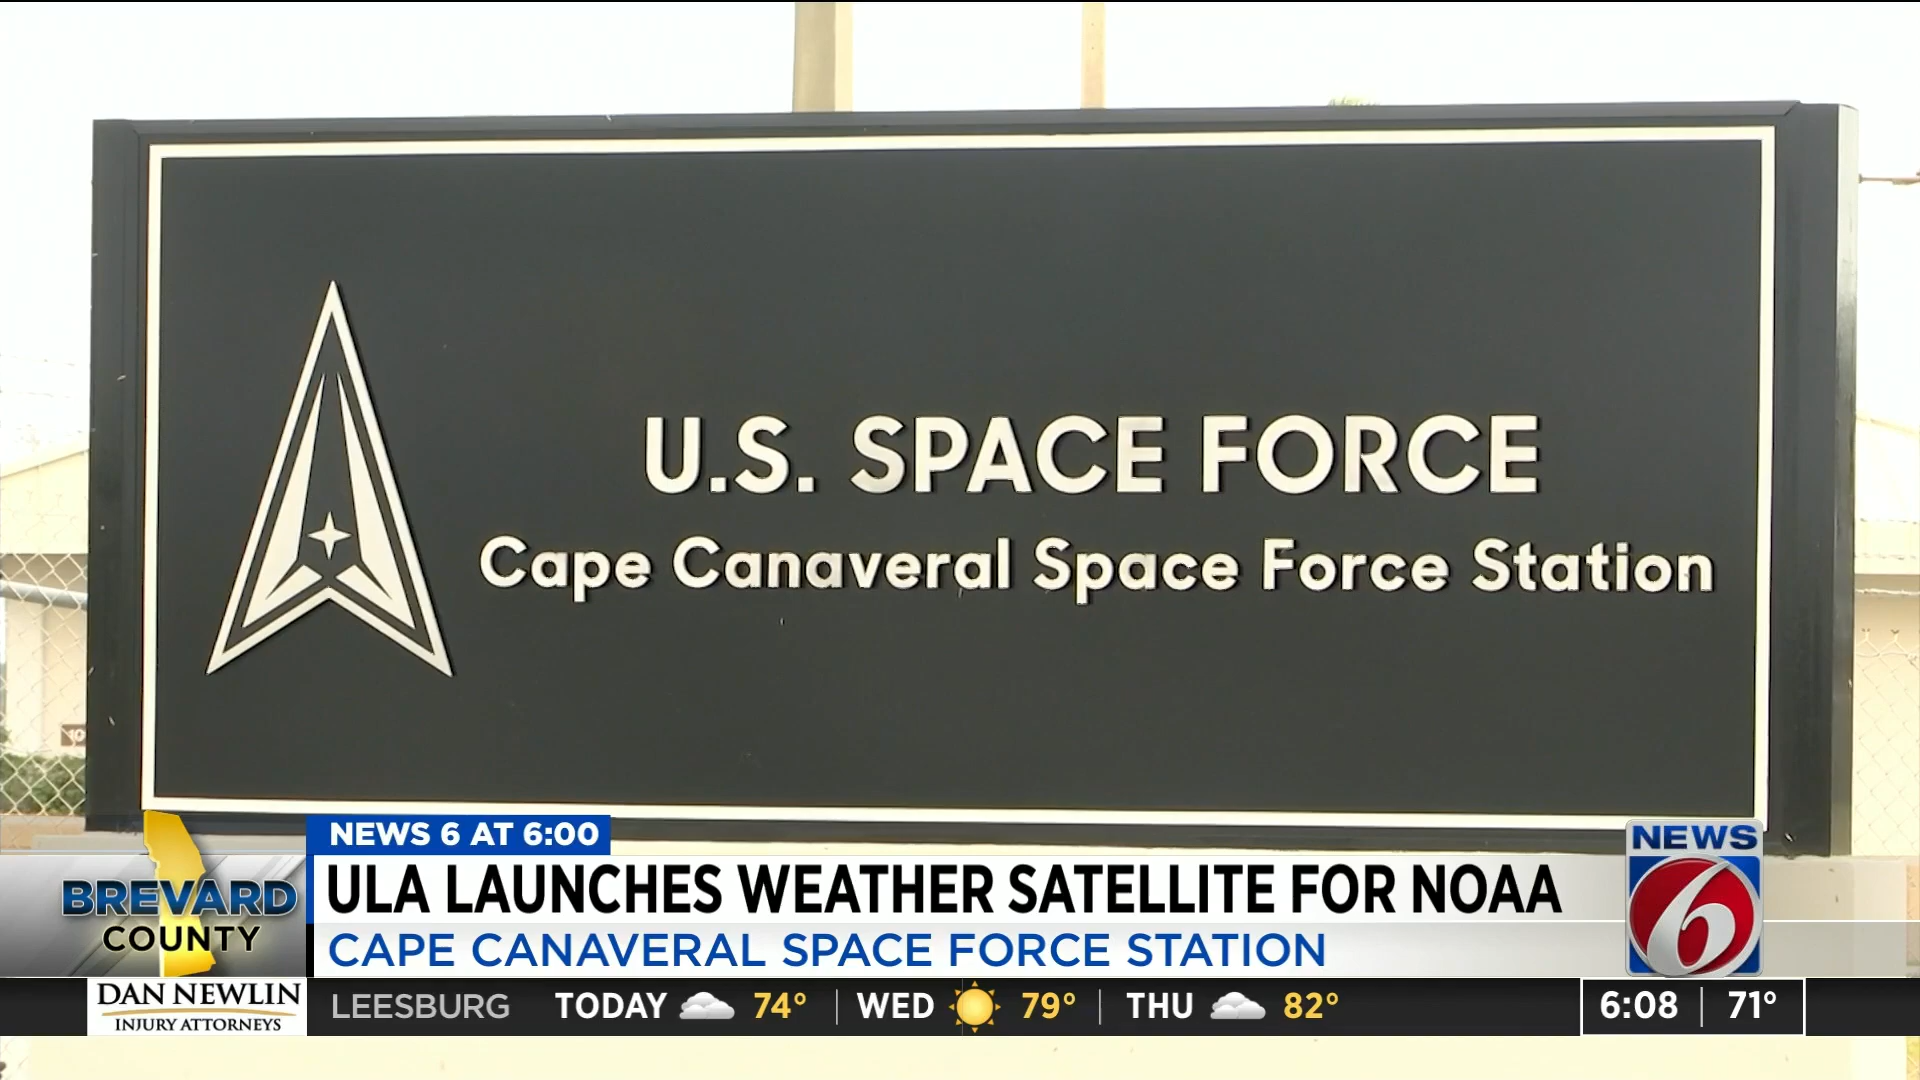 U.S. SPACE FORCE
Cape Canaveral Space Force Station
NEWS 6 AT 6:00
ULA LAUNCHES WEATHER SATELLITE FOR NOAA
CAPE CANAVERAL SPACE FORCE STATION
BREVARD
COUNTY
NEWS
6
DAN NEWLIN
INJURY ATTORNEYS
LEESBURG TODAY 74° WED 79° THU 82°
6:08 71°